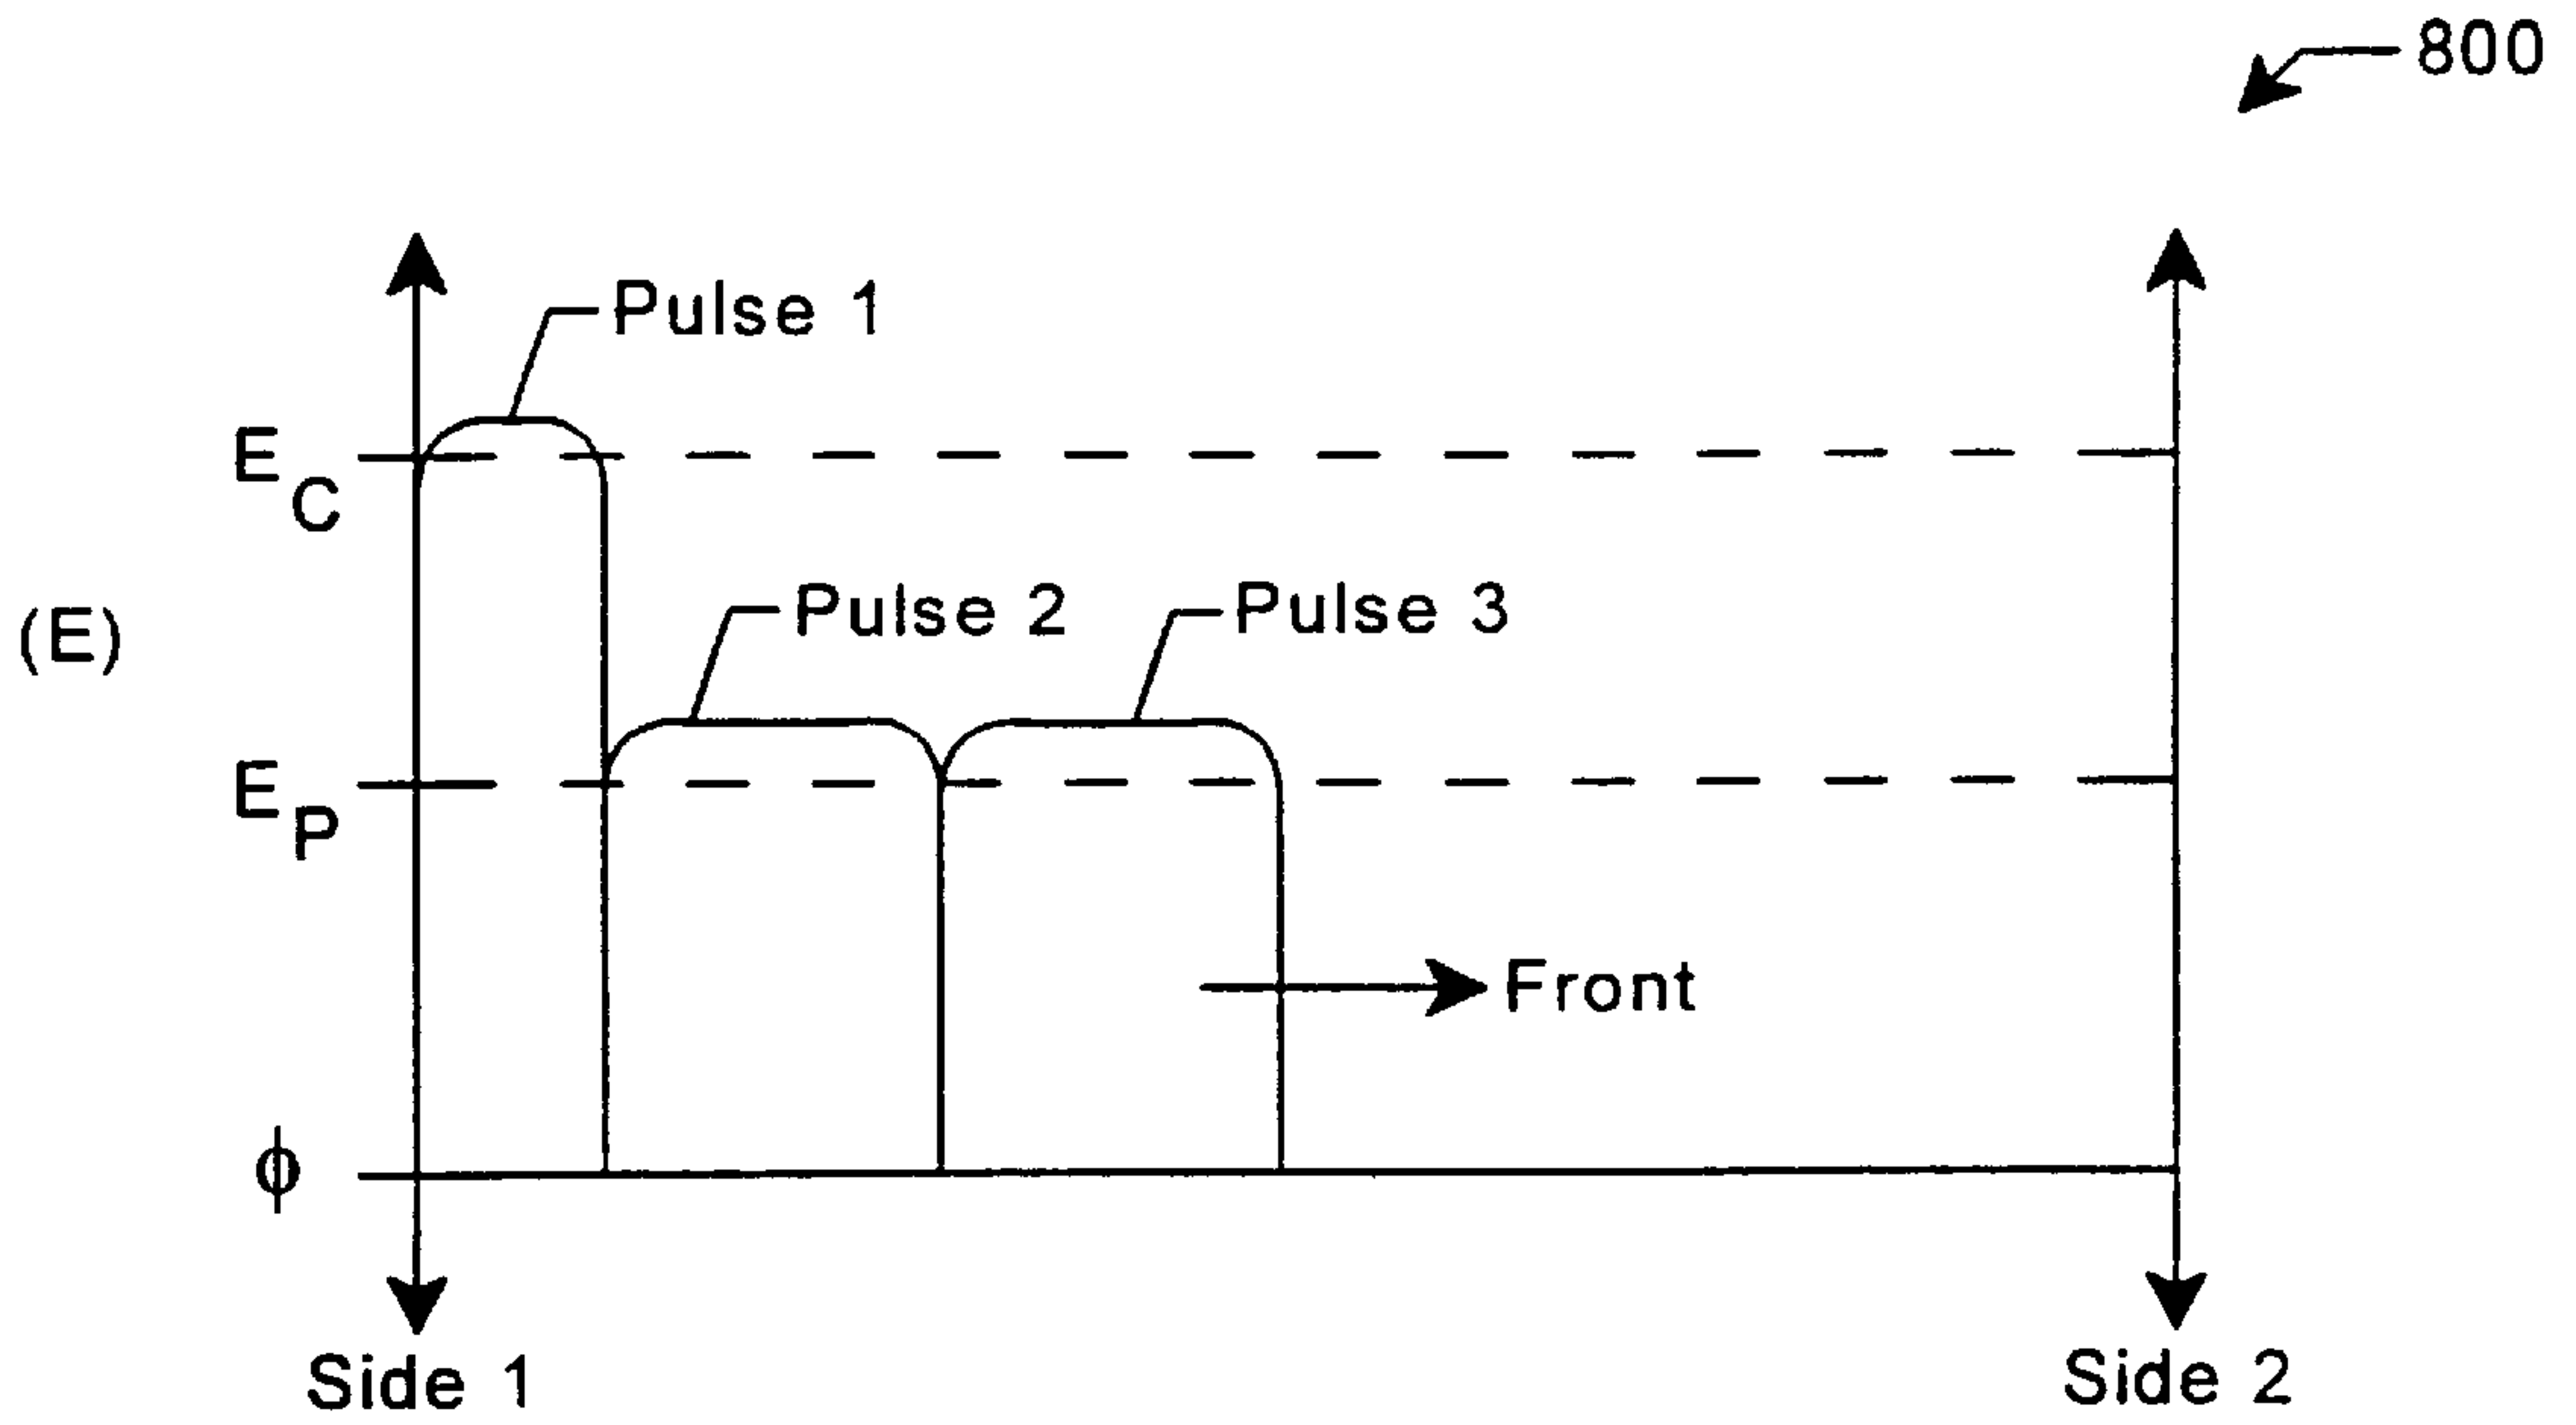 800
Pulse 1
E C
(E)
Pulse 2
Pulse 3
E P
Front
ϕ
Side 1
Side 2